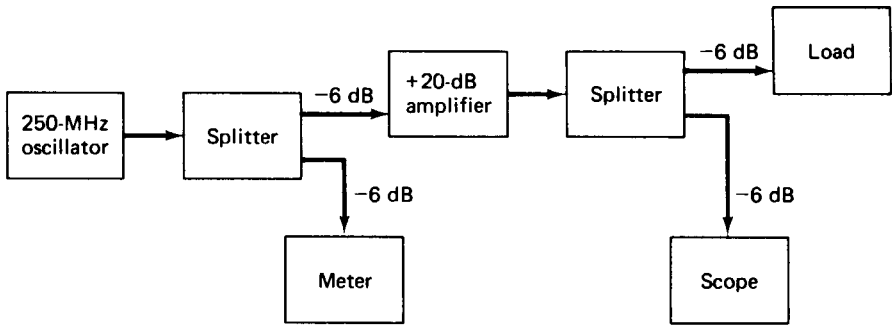 250-MHz
oscillator
Splitter
−6 dB
−6 dB
Meter
+20-dB
amplifier
Splitter
−6 dB
Load
−6 dB
Scope